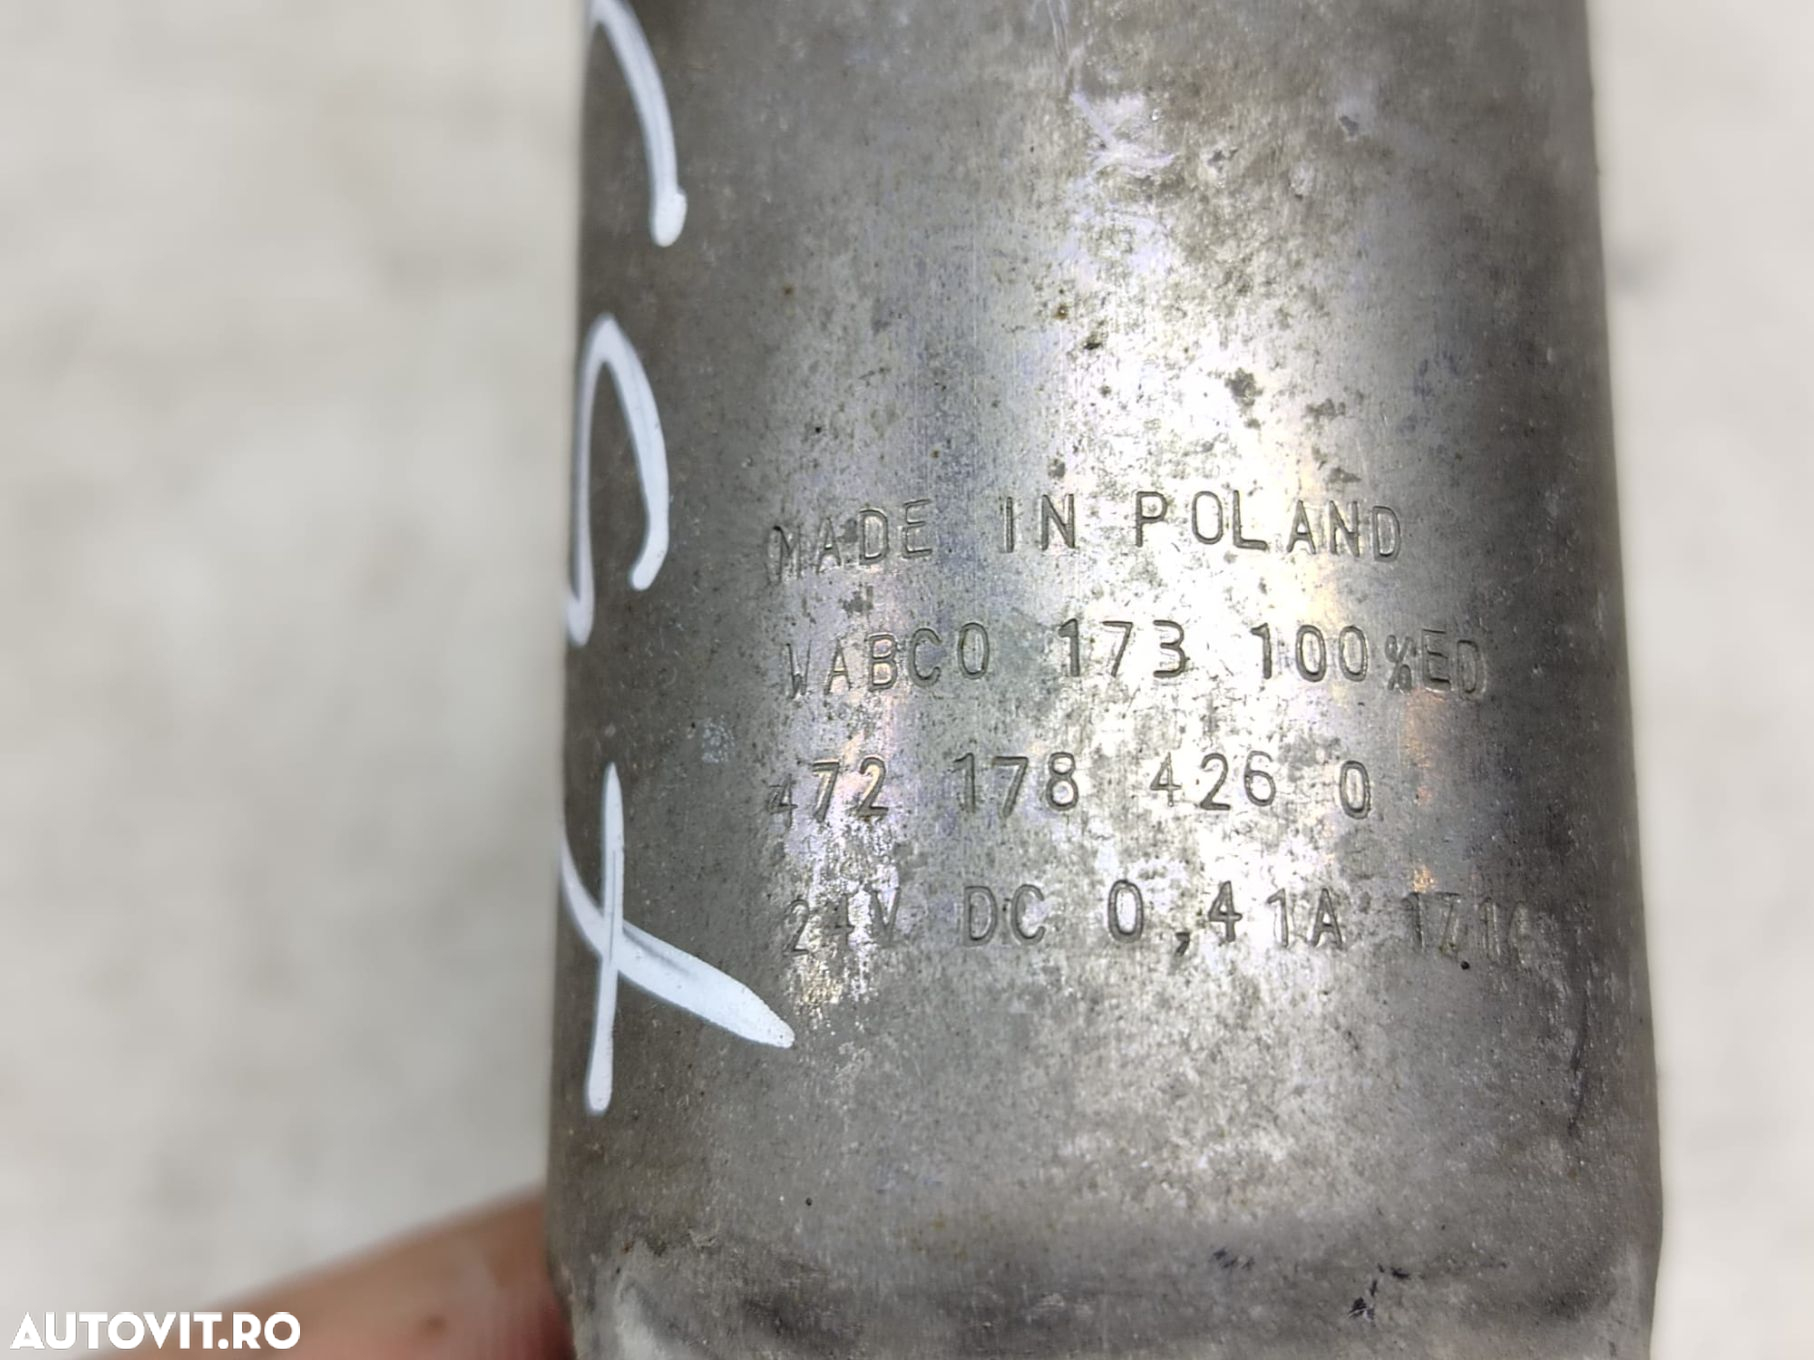 MADE IN POLAND
WABCO 173 100%ED
472 178 426 0
24V DC 0,41A
AUTOVIT.RO